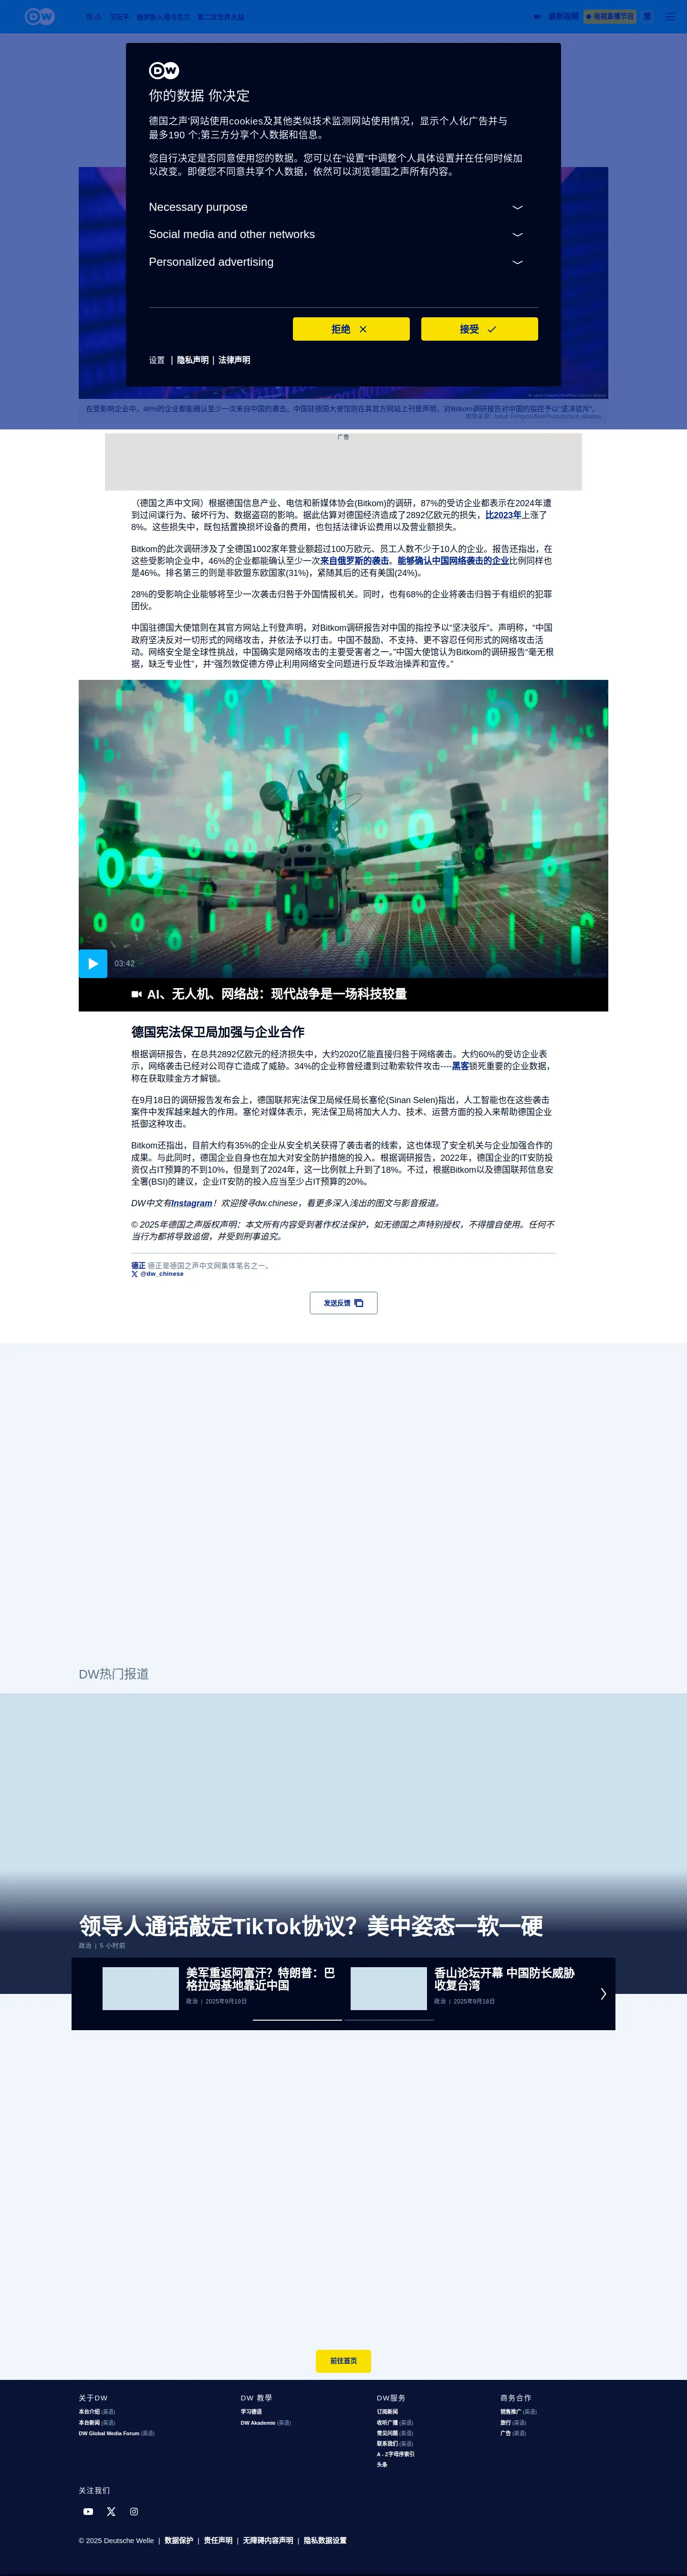 DW
热点 习近平 俄罗斯入侵乌克兰 第二次世界大战
最新视频 电视直播节目 繁
DW
你的数据 你决定
德国之声‘网站使用cookies及其他类似技术监测网站使用情况，显示个人化广告并与
最多190 个;第三方分享个人数据和信息。
您自行决定是否同意使用您的数据。您可以在“设置”中调整个人具体设置并在任何时候加
以改变。即便您不同意共享个人数据，依然可以浏览德国之声所有内容。
Necessary purpose
Social media and other networks
Personalized advertising
拒绝 接受
设置 | 隐私声明 | 法律声明
在受影响企业中，46%的企业都能确认至少一次来自中国的袭击。中国驻德国大使馆则在其官方网站上刊登声明，对Bitkom调研报告对中国的指控予以“坚决驳斥”。
图像来源: Jakub Porzycki/NurPhoto/picture alliance
广告
（德国之声中文网）根据德国信息产业、电信和新媒体协会(Bitkom)的调研，87%的受访企业都表示在2024年遭
到过间谍行为、破坏行为、数据盗窃的影响。据此估算对德国经济造成了2892亿欧元的损失，比2023年上涨了
8%。这些损失中，既包括置换损坏设备的费用，也包括法律诉讼费用以及营业额损失。
Bitkom的此次调研涉及了全德国1002家年营业额超过100万欧元、员工人数不少于10人的企业。报告还指出，在
这些受影响企业中，46%的企业都能确认至少一次来自俄罗斯的袭击。能够确认中国网络袭击的企业比例同样也
是46%。排名第三的则是非欧盟东欧国家(31%)，紧随其后的还有美国(24%)。
28%的受影响企业能够将至少一次袭击归咎于外国情报机关。同时，也有68%的企业将袭击归咎于有组织的犯罪
团伙。
中国驻德国大使馆则在其官方网站上刊登声明，对Bitkom调研报告对中国的指控予以“坚决驳斥”。声明称，“中国
政府坚决反对一切形式的网络攻击，并依法予以打击。中国不鼓励、不支持、更不容忍任何形式的网络攻击活
动。网络安全是全球性挑战，中国确实是网络攻击的主要受害者之一。”中国大使馆认为Bitkom的调研报告“毫无根
据，缺乏专业性”，并“强烈敦促德方停止利用网络安全问题进行反华政治操弄和宣传。”
03:42
AI、无人机、网络战：现代战争是一场科技较量
德国宪法保卫局加强与企业合作
根据调研报告，在总共2892亿欧元的经济损失中，大约2020亿能直接归咎于网络袭击。大约60%的受访企业表
示，网络袭击已经对公司存亡造成了威胁。34%的企业称曾经遭到过勒索软件攻击----黑客锁死重要的企业数据，
称在获取赎金方才解锁。
在9月18日的调研报告发布会上，德国联邦宪法保卫局候任局长塞伦(Sinan Selen)指出，人工智能也在这些袭击
案件中发挥越来越大的作用。塞伦对媒体表示，宪法保卫局将加大人力、技术、运营方面的投入来帮助德国企业
抵御这种攻击。
Bitkom还指出，目前大约有35%的企业从安全机关获得了袭击者的线索，这也体现了安全机关与企业加强合作的
成果。与此同时，德国企业自身也在加大对安全防护措施的投入。根据调研报告，2022年，德国企业的IT安防投
资仅占IT预算的不到10%，但是到了2024年，这一比例就上升到了18%。不过，根据Bitkom以及德国联邦信息安
全署(BSI)的建议，企业IT安防的投入应当至少占IT预算的20%。
DW中文有Instagram！欢迎搜寻dw.chinese，看更多深入浅出的图文与影音报道。
© 2025年德国之声版权声明：本文所有内容受到著作权法保护，如无德国之声特别授权，不得擅自使用。任何不
当行为都将导致追偿，并受到刑事追究。
德正 德正是德国之声中文网集体笔名之一。
@dw_chinese
发送反馈
DW热门报道
领导人通话敲定TikTok协议？美中姿态一软一硬
政治 | 5 小时前
美军重返阿富汗？特朗普：巴
格拉姆基地靠近中国
政治 | 2025年9月19日
香山论坛开幕 中国防长威胁
收复台湾
政治 | 2025年9月18日
前往首页
关于DW
本台介绍 (英语)
本台新闻 (英语)
DW Global Media Forum (英语)
DW 教學
学习德语
DW Akademie (英语)
DW服务
订阅新闻
收听广播 (英语)
常见问题 (英语)
联系我们 (英语)
A - Z字母序索引
头条
商务合作
销售推广 (英语)
旅行 (英语)
广告 (英语)
关注我们
© 2025 Deutsche Welle | 数据保护 | 责任声明 | 无障碍内容声明 | 隐私数据设置